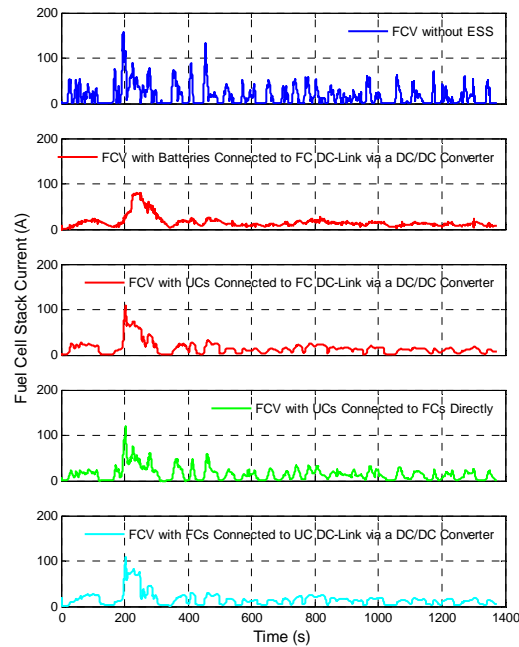 200
FCV without ESS
100
0
200
FCV with Batteries Connected to FC DC-Link via a DC/DC Converter
100
0
200
FCV with UCs Connected to FC DC-Link via a DC/DC Converter
100
0
200
FCV with UCs Connected to FCs Directly
100
0
200
FCV with FCs Connected to UC DC-Link via a DC/DC Converter
100
0
0 200 400 600 800 1000 1200 1400
Time (s)
Fuel Cell Stack Current (A)